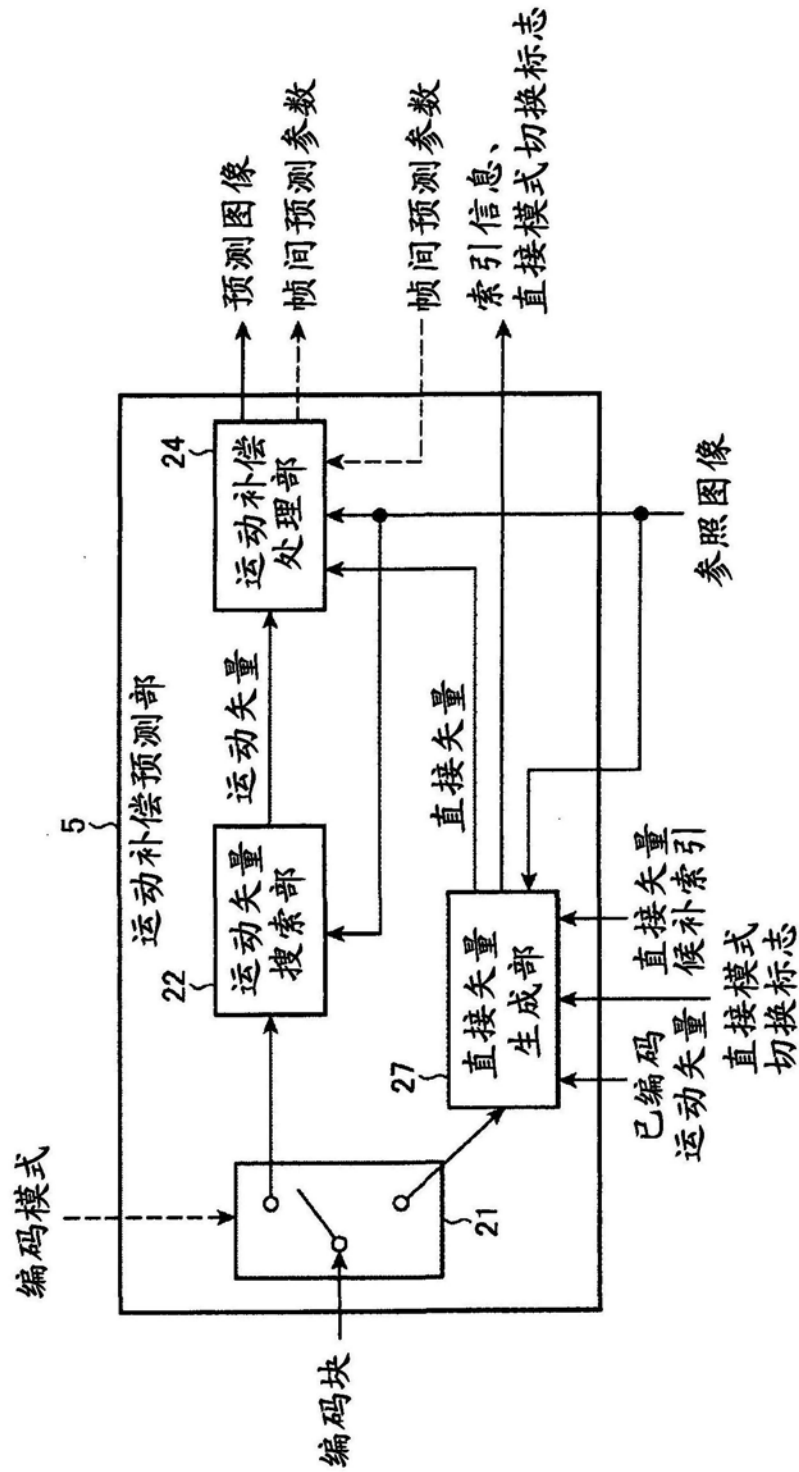 编码模式
编码块
21
5
运动补偿预测部
22
运动矢量
搜索部
运动矢量
24
运动补偿
处理部
预测图像
帧间预测参数
帧间预测参数
索引信息、
直接模式切换标志
27
直接矢量
生成部
直接矢量
已编码
运动矢量
直接模式
切换标志
直接矢量
候补索引
参照图像